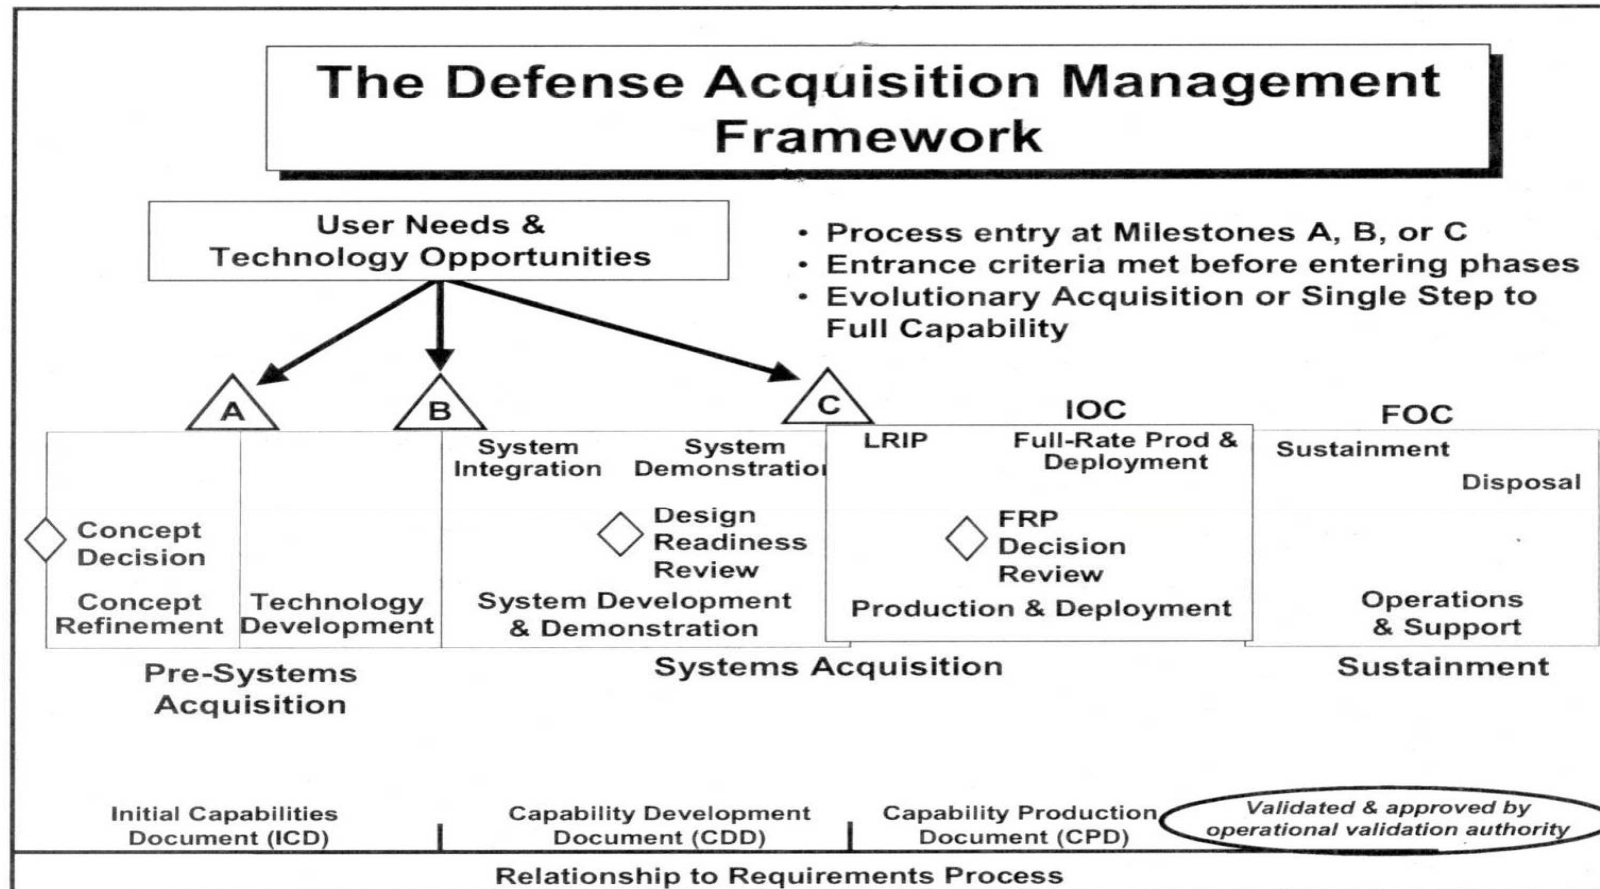 The Defense Acquisition Management
Framework
User Needs &
Technology Opportunities
• Process entry at Milestones A, B, or C
• Entrance criteria met before entering phases
• Evolutionary Acquisition or Single Step to
Full Capability
A
B
C
IOC
FOC
System
Integration
System
Demonstration
LRIP
Full-Rate Prod &
Deployment
Sustainment
Disposal
Concept
Decision
Design
Readiness
Review
FRP
Decision
Review
Concept
Refinement
Technology
Development
System Development
& Demonstration
Production & Deployment
Operations
& Support
Pre-Systems
Acquisition
Systems Acquisition
Sustainment
Initial Capabilities
Document (ICD)
Capability Development
Document (CDD)
Capability Production
Document (CPD)
Validated & approved by
operational validation authority
Relationship to Requirements Process